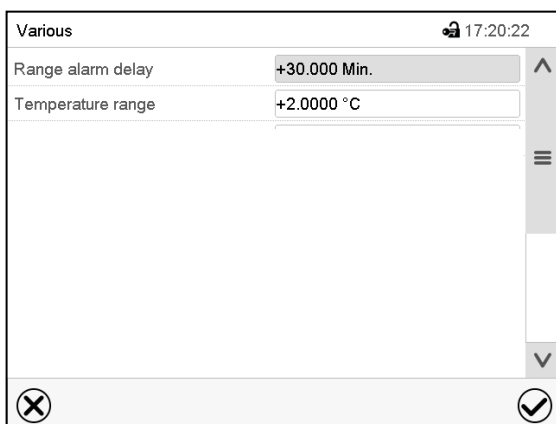 Various 17:20:22
Range alarm delay +30.000 Min.
Temperature range +2.0000 °C